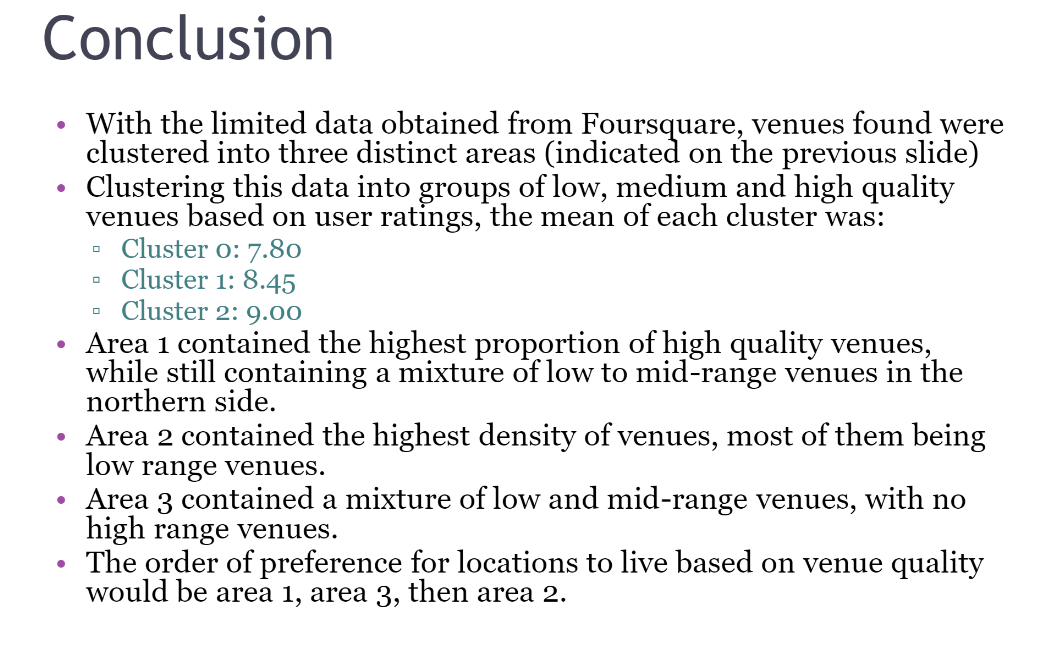 Conclusion
• With the limited data obtained from Foursquare, venues found were
clustered into three distinct areas (indicated on the previous slide)
• Clustering this data into groups of low, medium and high quality
venues based on user ratings, the mean of each cluster was:
▫ Cluster 0: 7.80
▫ Cluster 1: 8.45
▫ Cluster 2: 9.00
• Area 1 contained the highest proportion of high quality venues,
while still containing a mixture of low to mid-range venues in the
northern side.
• Area 2 contained the highest density of venues, most of them being
low range venues.
• Area 3 contained a mixture of low and mid-range venues, with no
high range venues.
• The order of preference for locations to live based on venue quality
would be area 1, area 3, then area 2.